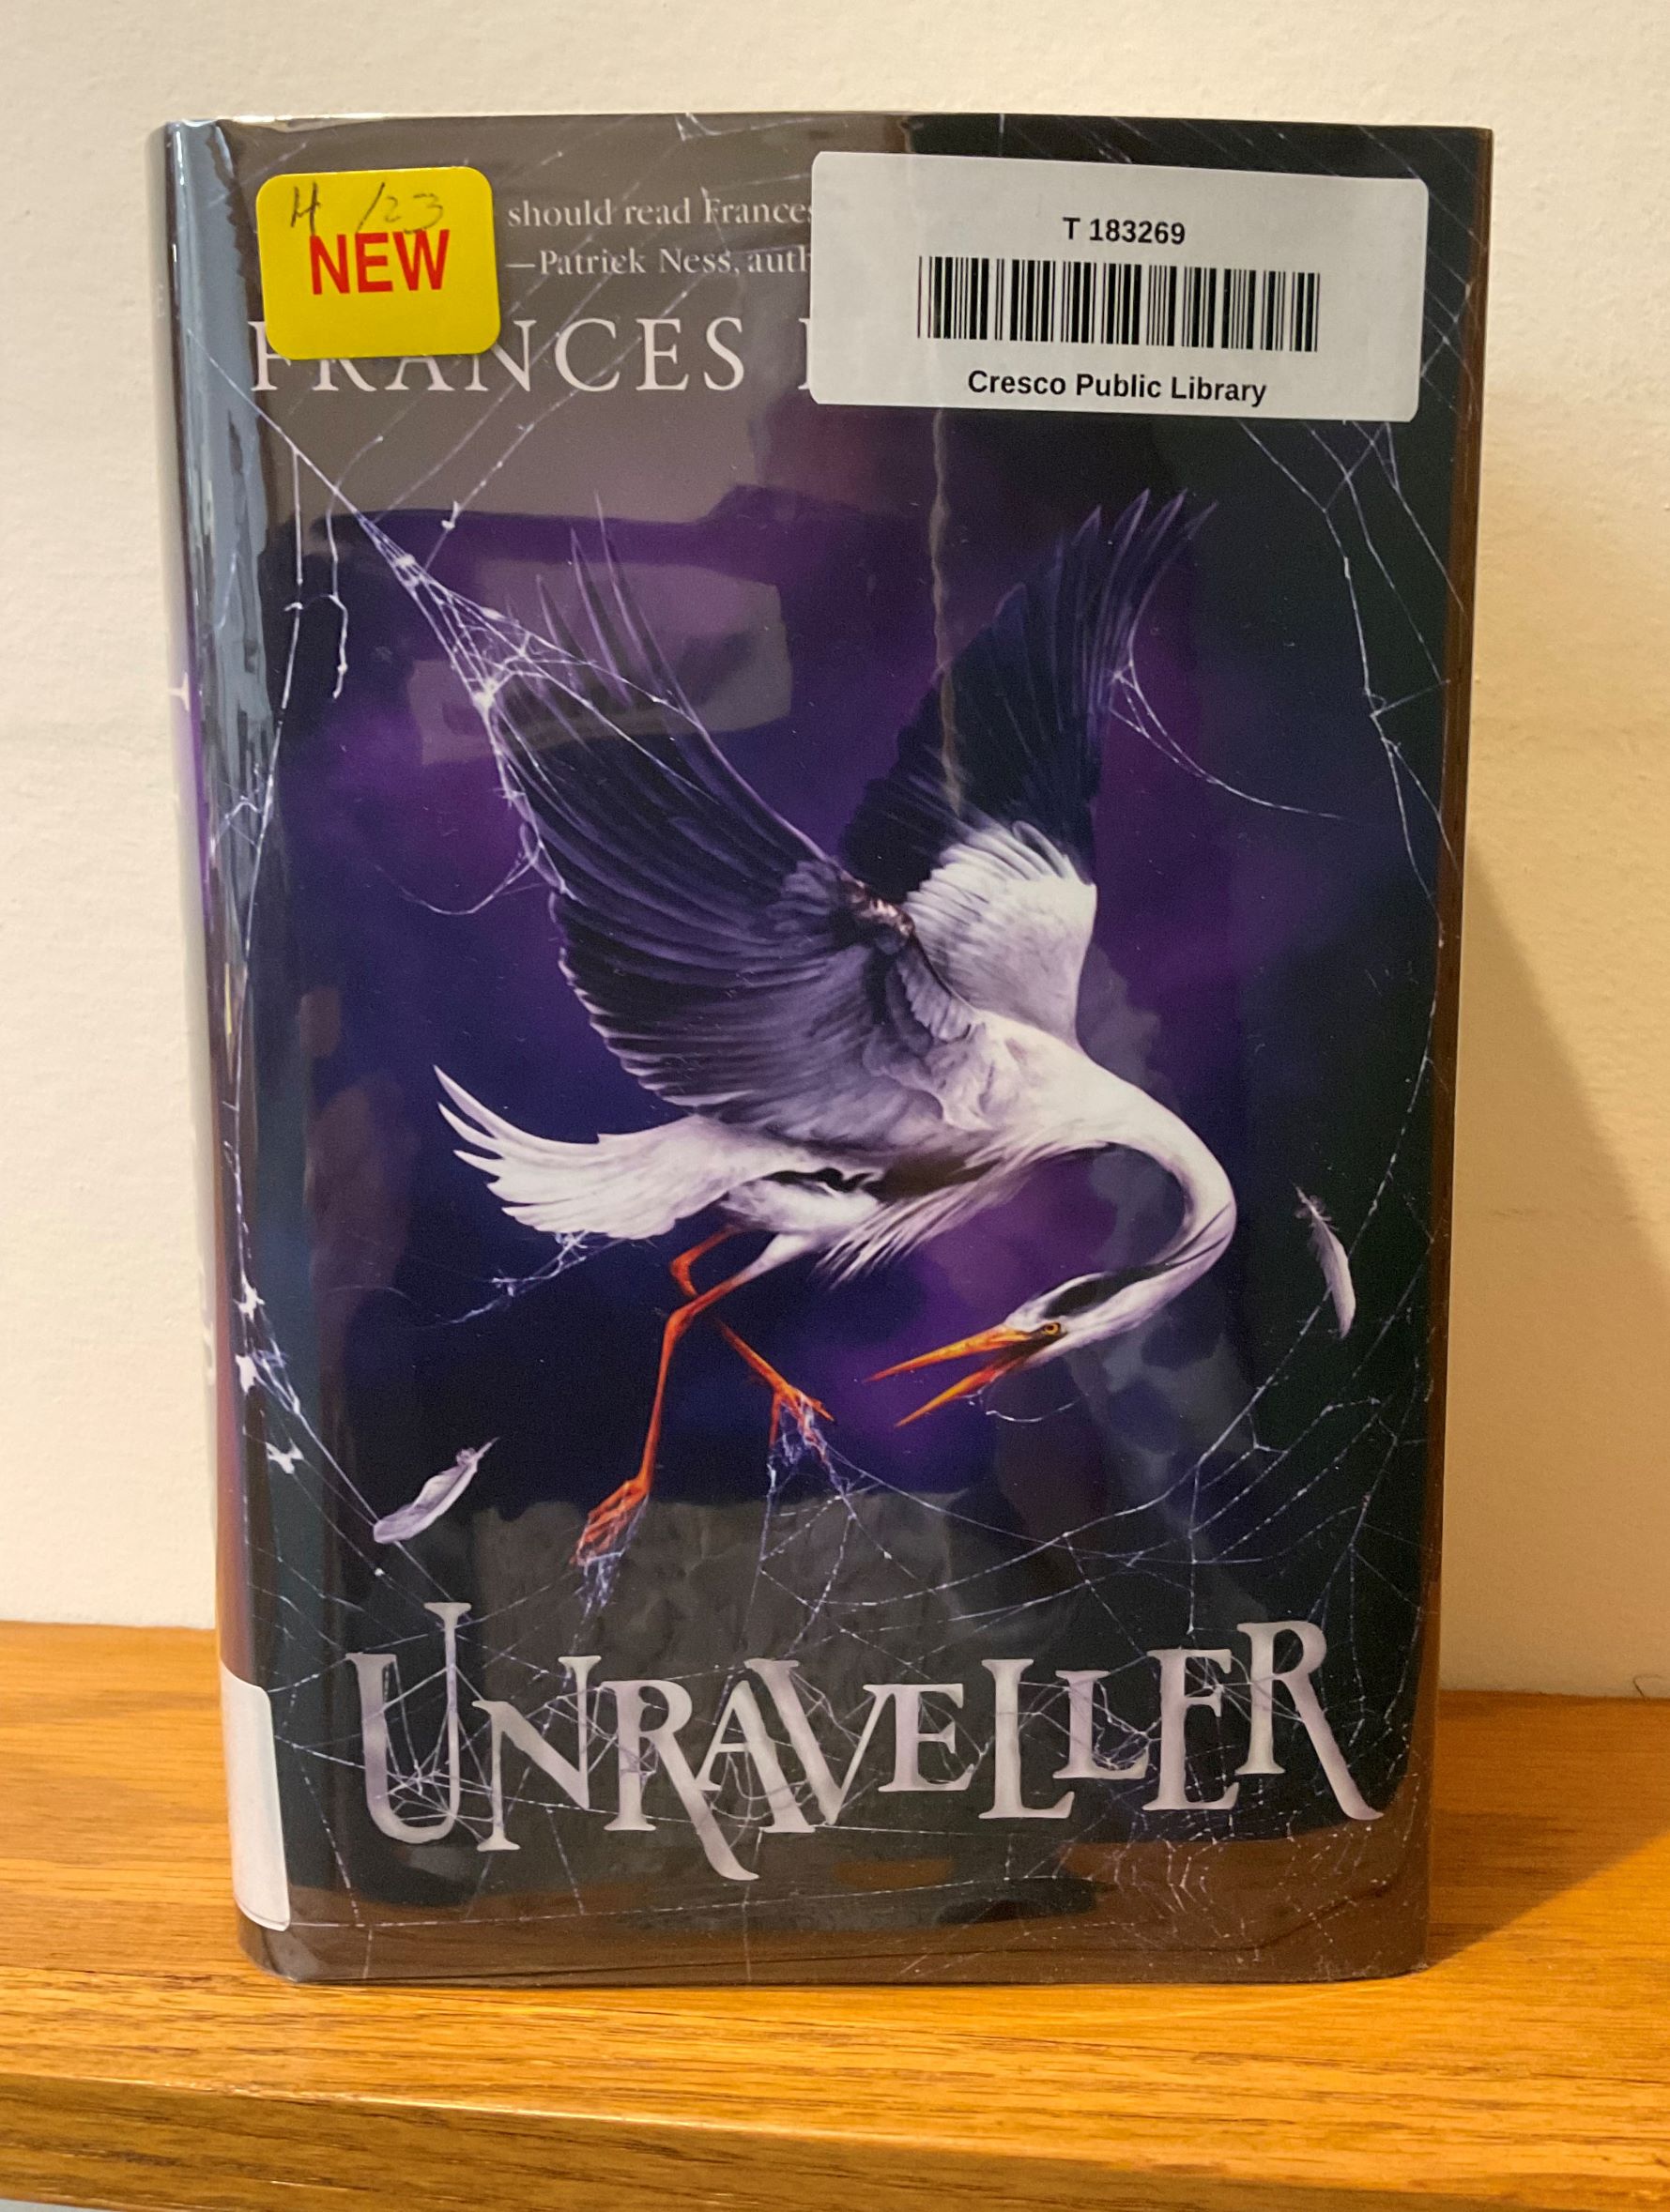 H /23
NEW
should read Frances
—Patrick Ness, auth
FRANCES
T 183269
Cresco Public Library
UNRAVELLER